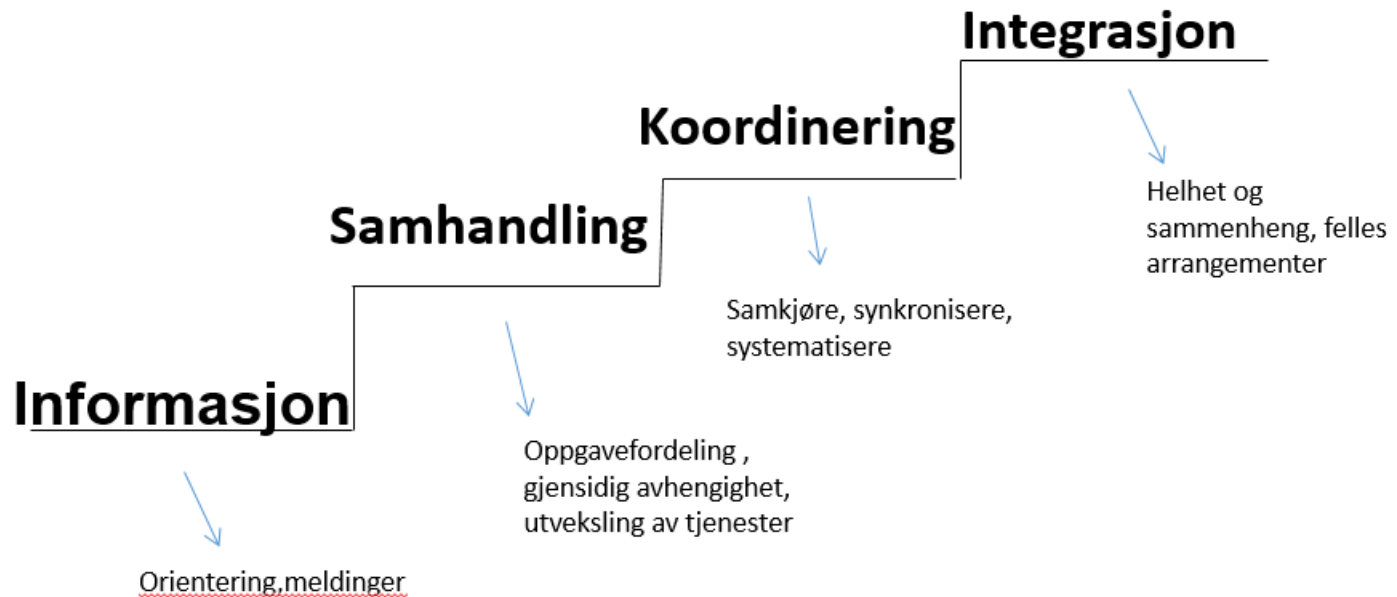 Integrasjon
Koordinering
Helhet og
sammenheng, felles
arrangementer
Samhandling
Samkjøre, synkronisere,
systematisere
Informasjon
Oppgavefordeling ,
gjensidig avhengighet,
utveksling av tjenester
Orientering,meldinger